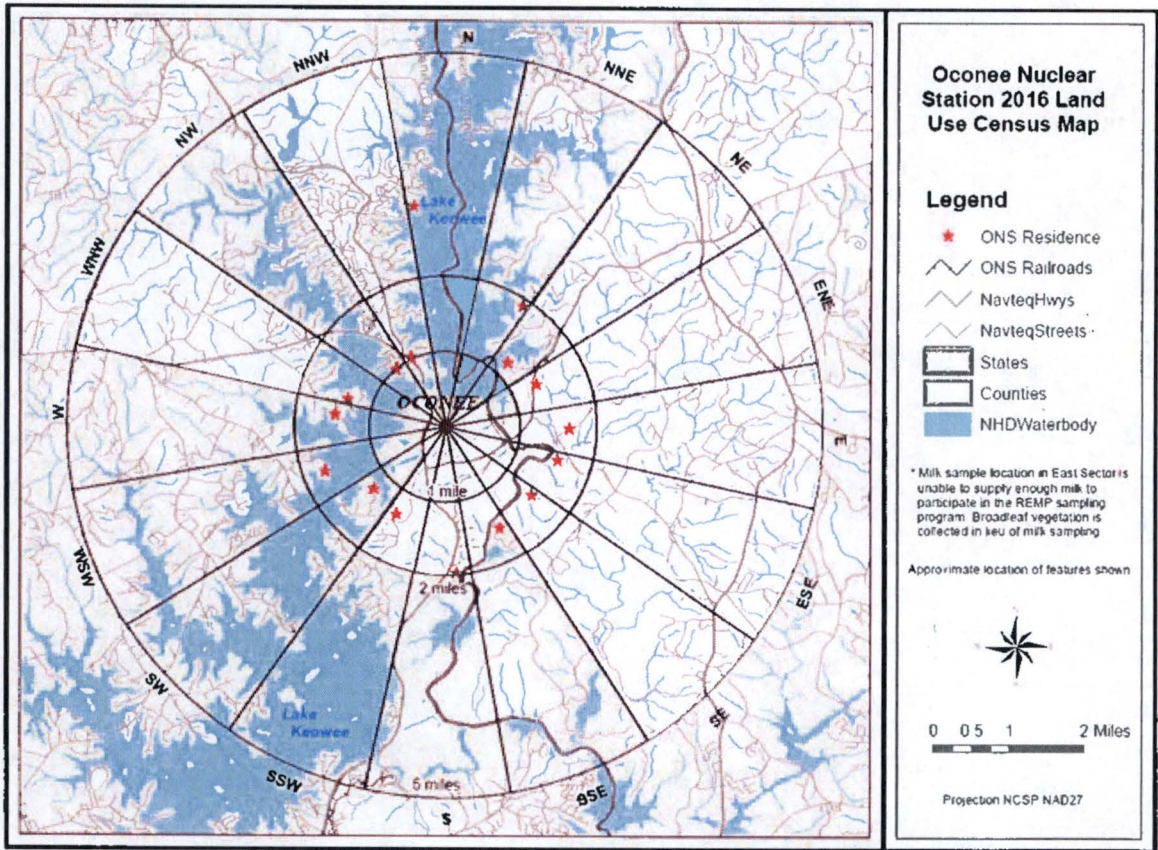 N
NNW
NNE
NW
NE
WNW
ENE
W
E
WSW
ESE
SW
SE
SSW
SSE
S
Lake
Keowee
OCONEE
1 mile
2 miles
Lake
Keowee
5 miles
Oconee Nuclear
Station 2016 Land
Use Census Map
Legend
ONS Residence
ONS Railroads
NavteqHwys
NavteqStreets
States
Counties
NHDWaterbody
* Milk sample location in East Sector is
unable to supply enough milk to
participate in the REMP sampling
program. Broadleaf vegetation is
collected in lieu of milk sampling
Approximate location of features shown
0 0.5 1 2 Miles
Projection NCSP NAD27